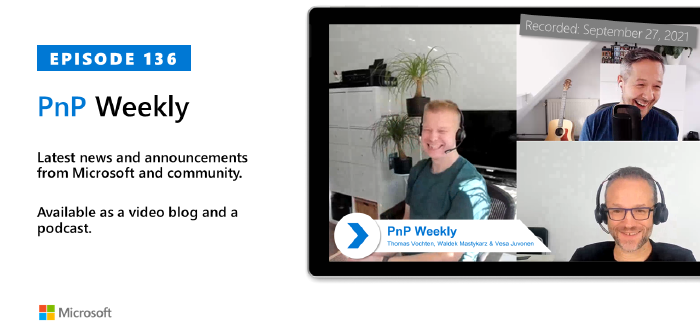 EPISODE 136
PnP Weekly
Latest news and announcements
from Microsoft and community.
Available as a video blog and a
podcast.
Microsoft
Recorded: September 27, 2021
PnP Weekly
Thomas Vochten, Waldek Mastykarz & Vesa Juvonen